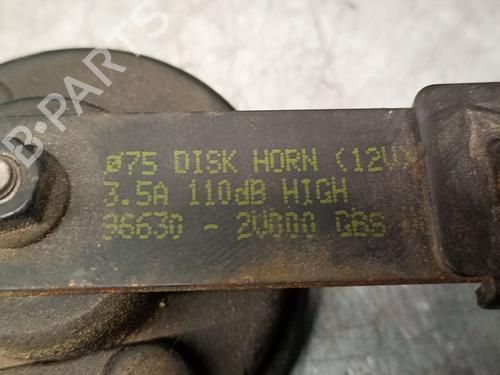 B-PARTS
ø75 DISK HORN (12V)
3.5A 110dB HIGH
96630 - 2V000 GBS